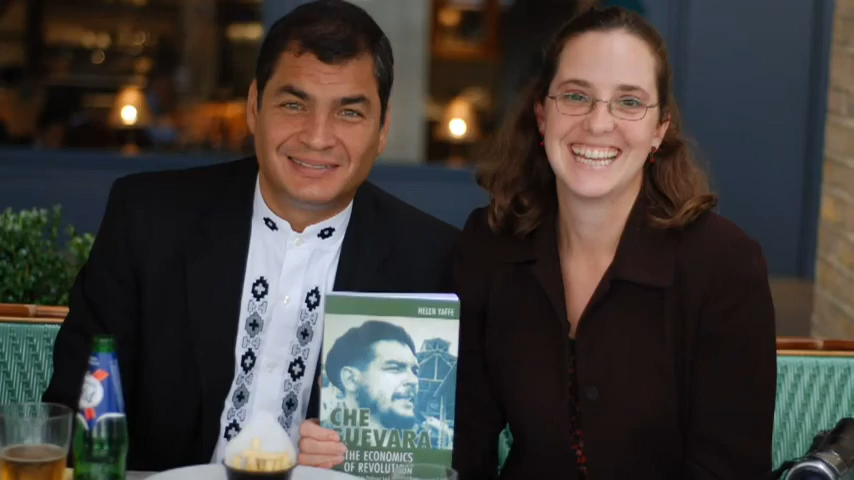 HELEN YAFFE
CHE
GUEVARA
THE ECONOMICS
OF REVOLUTION